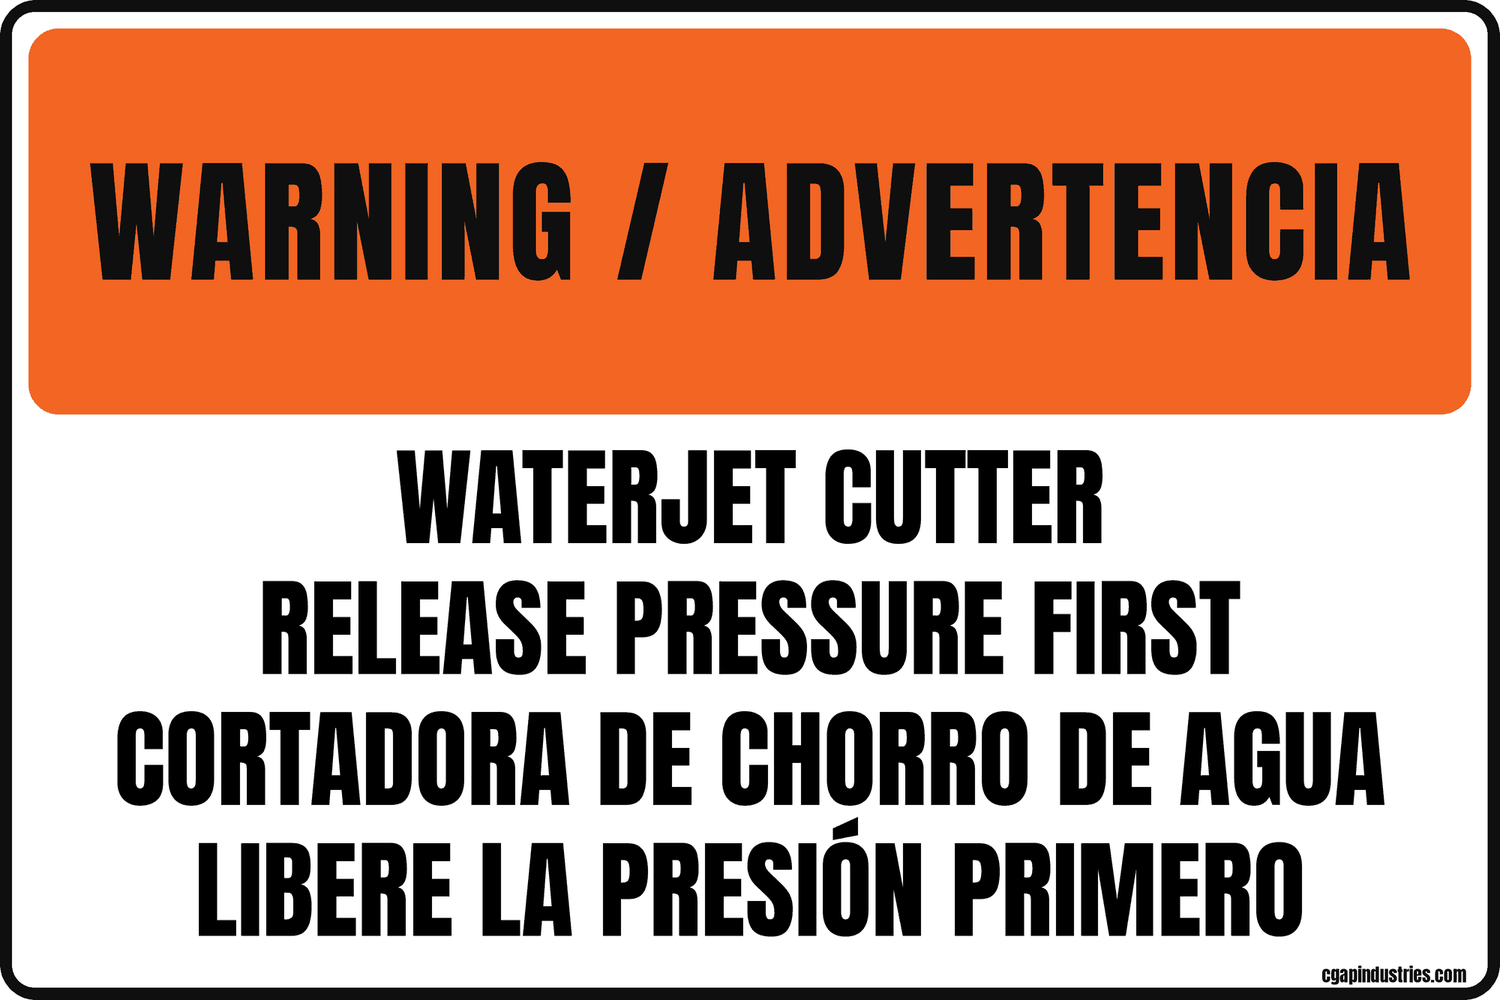 WARNING / ADVERTENCIA
WATERJET CUTTER
RELEASE PRESSURE FIRST
CORTADORA DE CHORRO DE AGUA
LIBERE LA PRESIÓN PRIMERO
cgapindustries.com